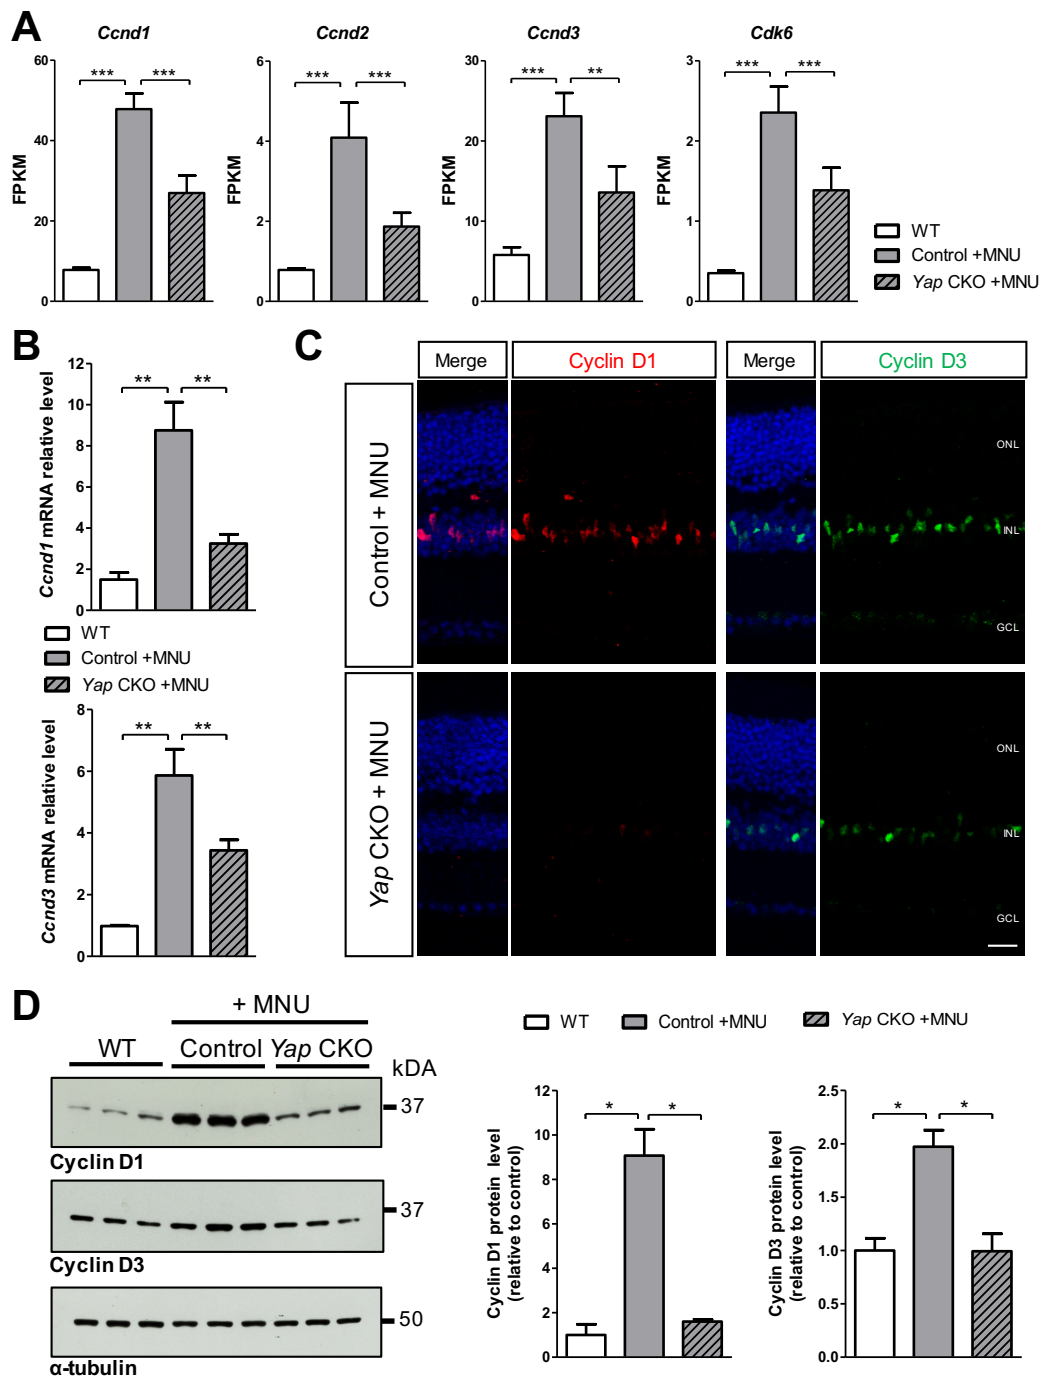 A
Ccnd1
Ccnd2
Ccnd3
Cdk6
60
40
20
0
FPKM
*** ***
6
4
2
0
FPKM
*** ***
30
20
10
0
FPKM
*** **
3
2
1
0
FPKM
*** ***
WT
Control +MNU
Yap CKO +MNU
B
12
10
8
6
4
2
0
Ccnd1 mRNA relative level
** **
WT
Control +MNU
Yap CKO +MNU
8
6
4
2
0
Ccnd3 mRNA relative level
** **
C
Merge
Cyclin D1
Merge
Cyclin D3
Control + MNU
ONL
INL
GCL
Yap CKO + MNU
ONL
INL
GCL
D
+ MNU
WT
Control
Yap CKO
kDA
37
Cyclin D1
37
Cyclin D3
50
α-tubulin
WT
Control +MNU
Yap CKO +MNU
12
10
8
6
4
2
0
Cyclin D1 protein level
(relative to control)
* *
2.5
2.0
1.5
1.0
0.5
0.0
Cyclin D3 protein level
(relative to control)
* *